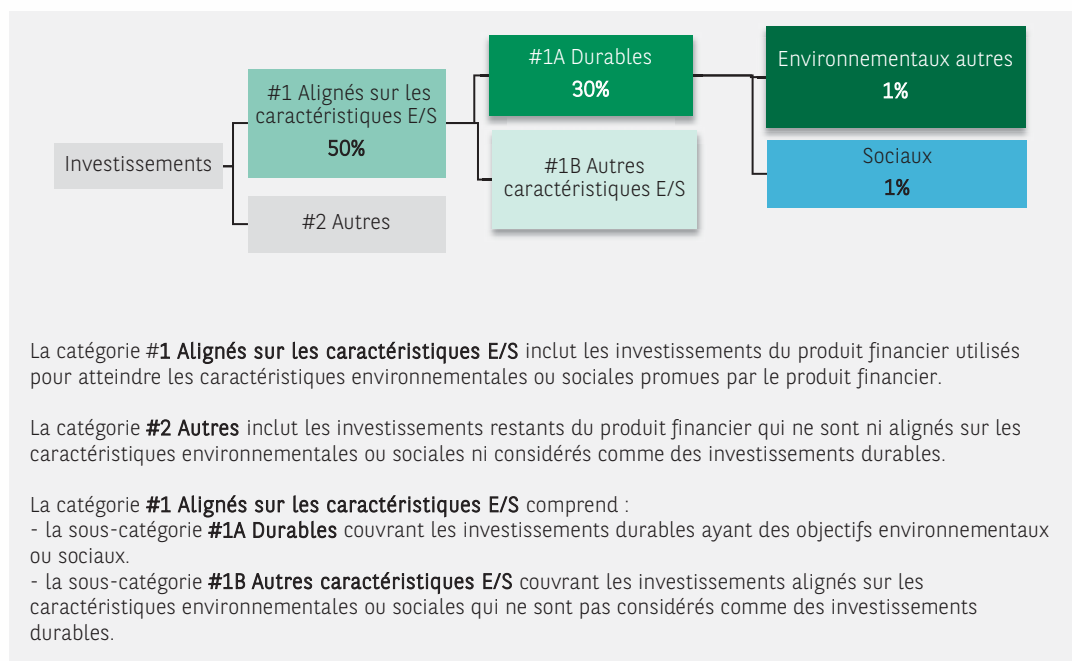 Investissements
#1 Alignés sur les
caractéristiques E/S
50%
#2 Autres
#1A Durables
30%
#1B Autres
caractéristiques E/S
Environnementaux autres
1%
Sociaux
1%
La catégorie #1 Alignés sur les caractéristiques E/S inclut les investissements du produit financier utilisés
pour atteindre les caractéristiques environnementales ou sociales promues par le produit financier.
La catégorie #2 Autres inclut les investissements restants du produit financier qui ne sont ni alignés sur les
caractéristiques environnementales ou sociales ni considérés comme des investissements durables.
La catégorie #1 Alignés sur les caractéristiques E/S comprend :
- la sous-catégorie #1A Durables couvrant les investissements durables ayant des objectifs environnementaux
ou sociaux.
- la sous-catégorie #1B Autres caractéristiques E/S couvrant les investissements alignés sur les
caractéristiques environnementales ou sociales qui ne sont pas considérés comme des investissements
durables.